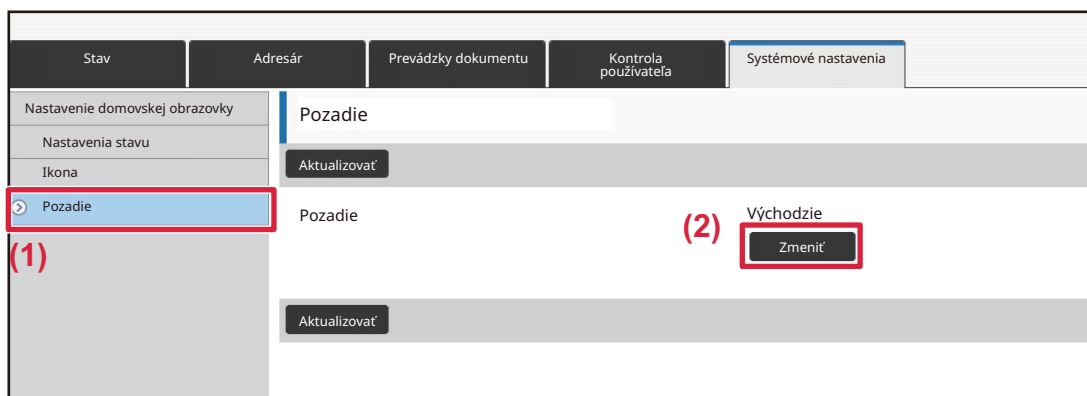 Stav
Adresár
Prevádzky dokumentu
Kontrola
používateľa
Systémové nastavenia
Nastavenie domovskej obrazovky
Nastavenia stavu
Ikona
Pozadie
(1)
Pozadie
Aktualizovať
Pozadie
Východzie
(2)
Zmeniť
Aktualizovať